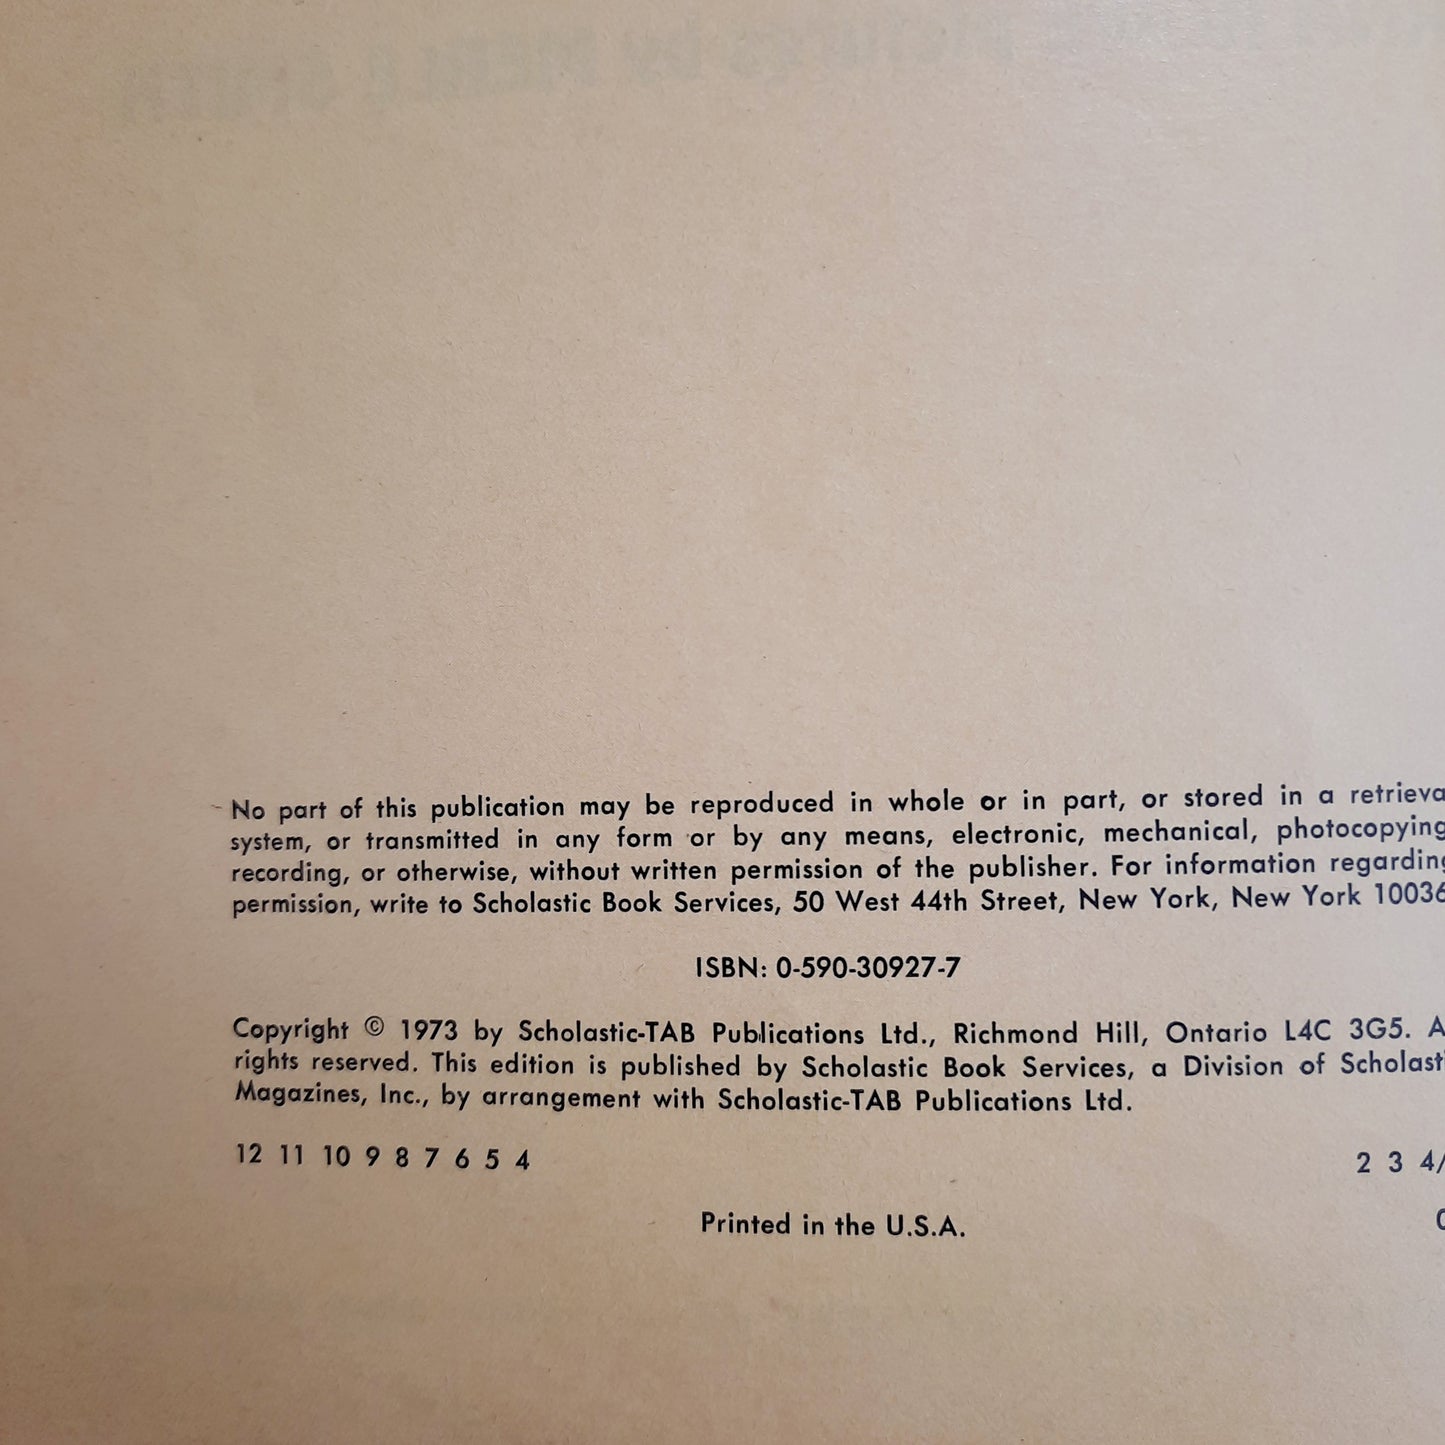 No part of this publication may be reproduced in whole or in part, or stored in a retrieva
system, or transmitted in any form or by any means, electronic, mechanical, photocopying
recording, or otherwise, without written permission of the publisher. For information regarding
permission, write to Scholastic Book Services, 50 West 44th Street, New York, New York 10036
ISBN: 0-590-30927-7
Copyright © 1973 by Scholastic-TAB Publications Ltd., Richmond Hill, Ontario L4C 3G5. A
rights reserved. This edition is published by Scholastic Book Services, a Division of Scholasti
Magazines, Inc., by arrangement with Scholastic-TAB Publications Ltd.
12 11 10 9 8 7 6 5 4 2 3 4/
Printed in the U.S.A.